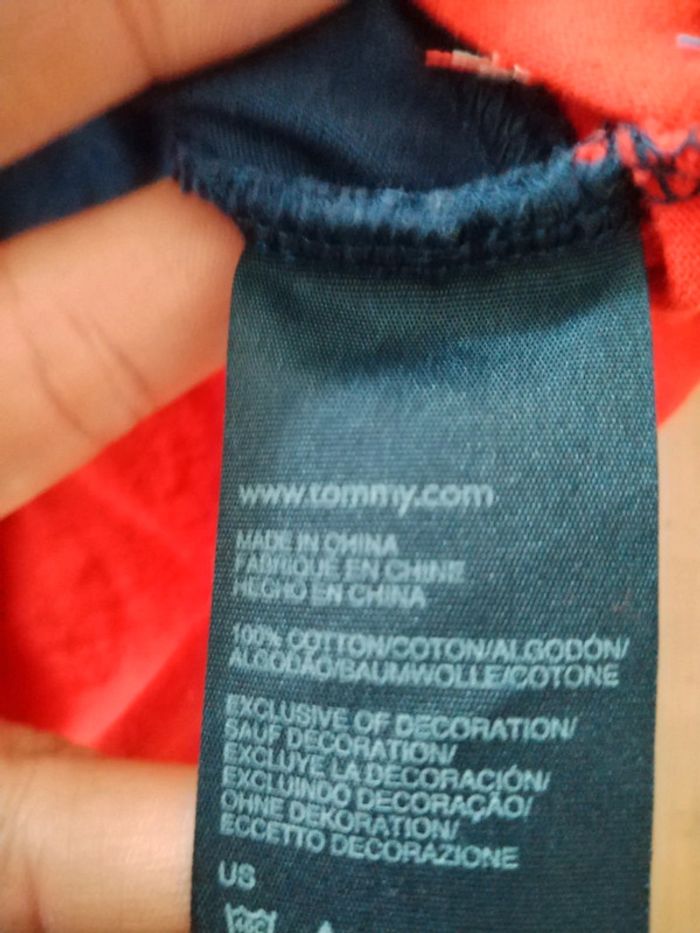 www.tommy.com
MADE IN CHINA
FABRIQUÉ EN CHINE
HECHO EN CHINA
100% COTTON/COTON/ALGODÓN/
ALGODÃO/BAUMWOLLE/COTONE
EXCLUSIVE OF DECORATION/
SAUF DECORATION/
EXCLUYE LA DECORACIÓN/
EXCLUINDO DECORAÇÃO/
OHNE DEKORATION/
ECCETTO DECORAZIONE
US